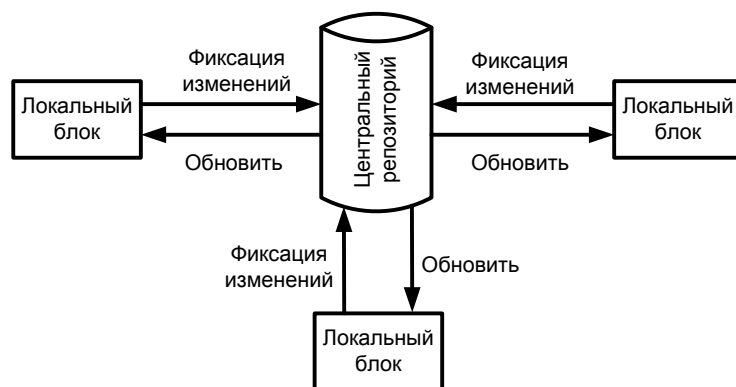 Фиксация
изменений
Локальный
блок
Обновить
Центральный
репозиторий
Фиксация
изменений
Локальный
блок
Обновить
Фиксация
изменений
Обновить
Локальный
блок